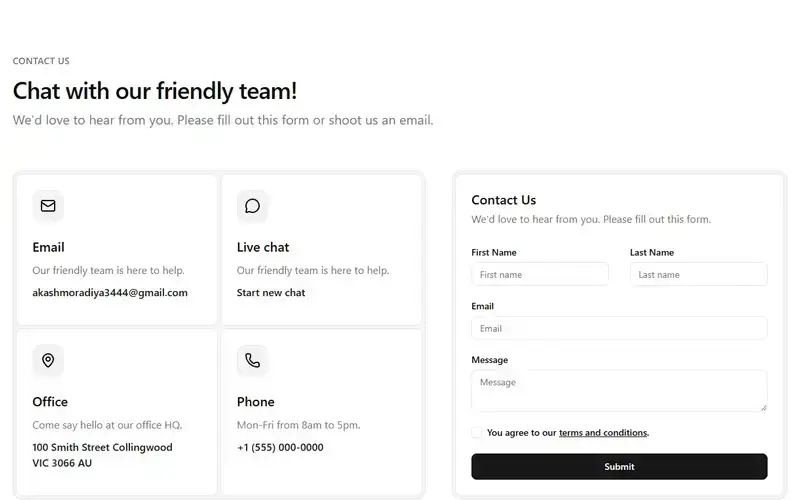 CONTACT US
Chat with our friendly team!
We'd love to hear from you. Please fill out this form or shoot us an email.
Email
Our friendly team is here to help.
akashmoradiya3444@gmail.com
Live chat
Our friendly team is here to help.
Start new chat
Office
Come say hello at our office HQ.
100 Smith Street Collingwood
VIC 3066 AU
Phone
Mon-Fri from 8am to 5pm.
+1 (555) 000-0000
Contact Us
We'd love to hear from you. Please fill out this form.
First Name
First name
Last Name
Last name
Email
Email
Message
Message
You agree to our terms and conditions.
Submit